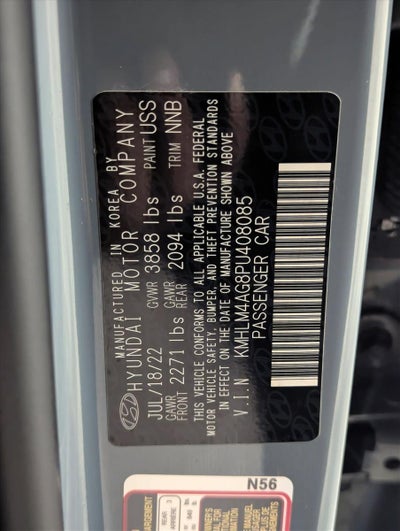 MANUFACTURED IN KOREA BY
HYUNDAI MOTOR COMPANY
JUL/18/22 GVWR 3858 lbs PAINT USS
GAWR FRONT 2271 lbs GAWR REAR 2094 lbs TRIM NNB
THIS VEHICLE CONFORMS TO ALL APPLICABLE U.S.A. FEDERAL
MOTOR VEHICLE SAFETY, BUMPER, AND THEFT PREVENTION STANDARDS
IN EFFECT ON THE DATE OF MANUFACTURE SHOWN ABOVE
V.I.N KMHLM4AG8PU408085
PASSENGER CAR
N56